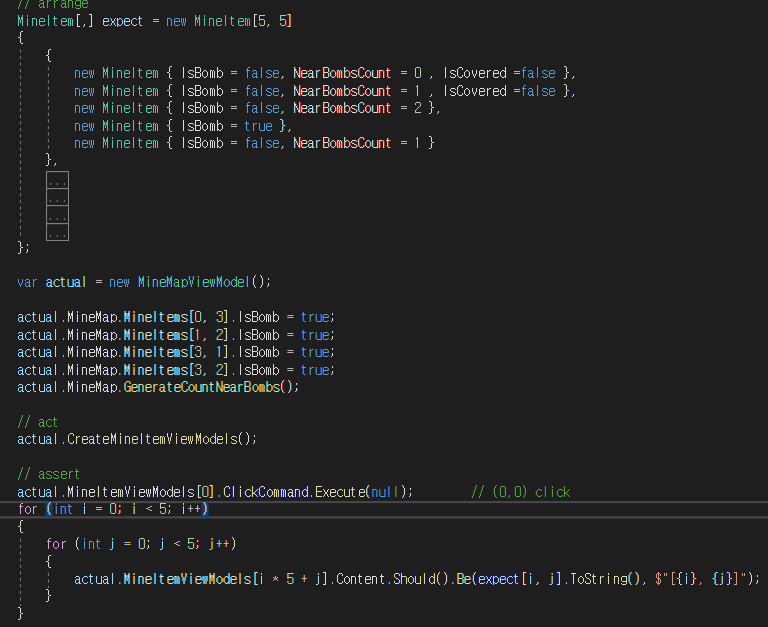 // arrange
MineItem[,] expect = new MineItem[5, 5]
{
{
new MineItem { IsBomb = false, NearBombsCount = 0 , IsCovered =false },
new MineItem { IsBomb = false, NearBombsCount = 1 , IsCovered =false },
new MineItem { IsBomb = false, NearBombsCount = 2 },
new MineItem { IsBomb = true },
new MineItem { IsBomb = false, NearBombsCount = 1 }
},
...
...
...
...
};
var actual = new MineMapViewModel();
actual.MineMap.MineItems[0, 3].IsBomb = true;
actual.MineMap.MineItems[1, 2].IsBomb = true;
actual.MineMap.MineItems[3, 1].IsBomb = true;
actual.MineMap.MineItems[3, 2].IsBomb = true;
actual.MineMap.GenerateCountNearBombs();
// act
actual.CreateMineItemViewModels();
// assert
actual.MineItemViewModels[0].ClickCommand.Execute(null); // (0,0) click
for (int i = 0; i < 5; i++)
{
for (int j = 0; j < 5; j++)
{
actual.MineItemViewModels[i * 5 + j].Content.Should().Be(expect[i, j].ToString(), $"[{i}, {j}]");
}
}